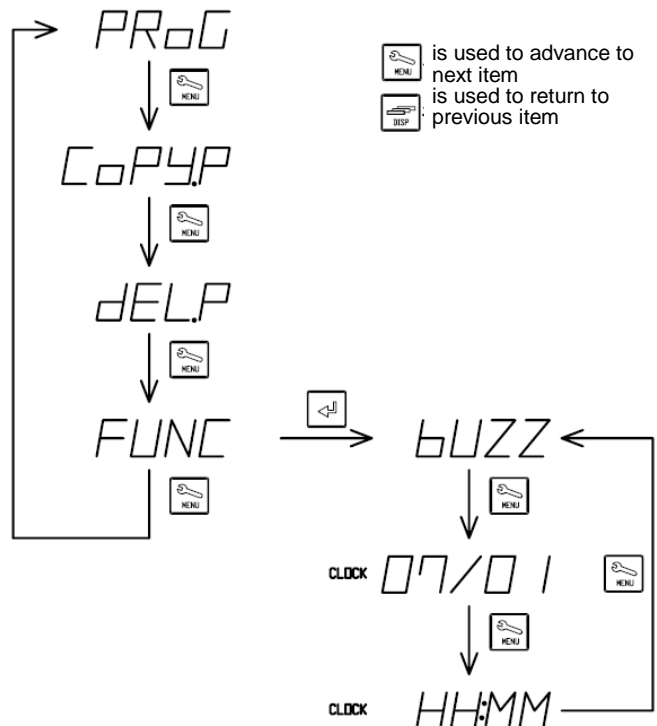 PRoG
MENU
MENU is used to advance to
next item
DISP : is used to return to
previous item
CoPY.P
MENU
dEL.P
MENU
FUNC
MENU
bUZZ
MENU
CLOCK 07/01
MENU
MENU
CLOCK HH:MM